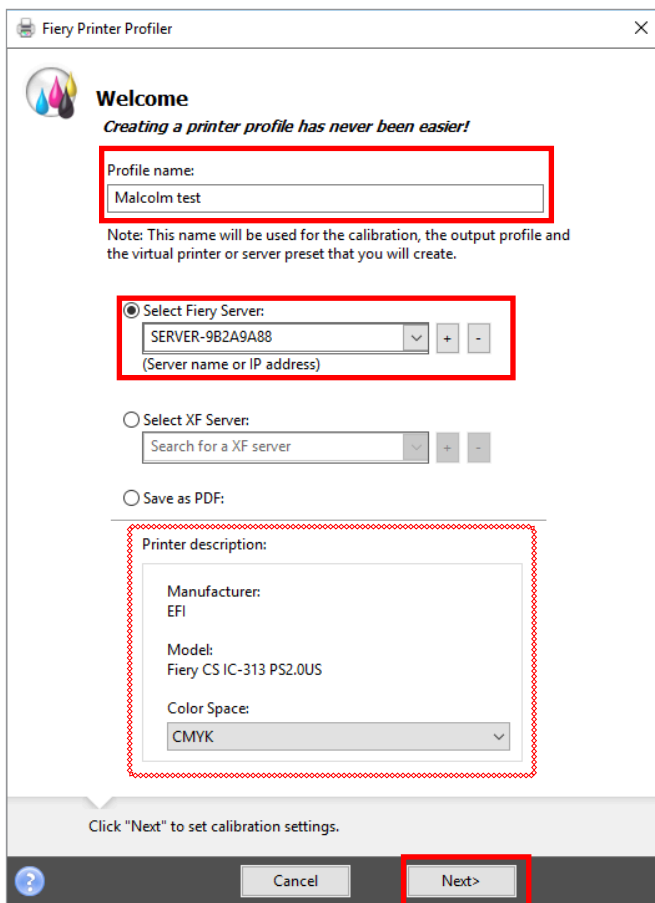 Fiery Printer Profiler
Welcome
Creating a printer profile has never been easier!
Profile name:
Malcolm test
Note: This name will be used for the calibration, the output profile and
the virtual printer or server preset that you will create.
Select Fiery Server:
SERVER-9B2A9A88
+ -
(Server name or IP address)
Select XF Server:
Search for a XF server
+ -
Save as PDF:
Printer description:
Manufacturer:
EFI
Model:
Fiery CS IC-313 PS2.0US
Color Space:
CMYK
Click "Next" to set calibration settings.
? Cancel Next>